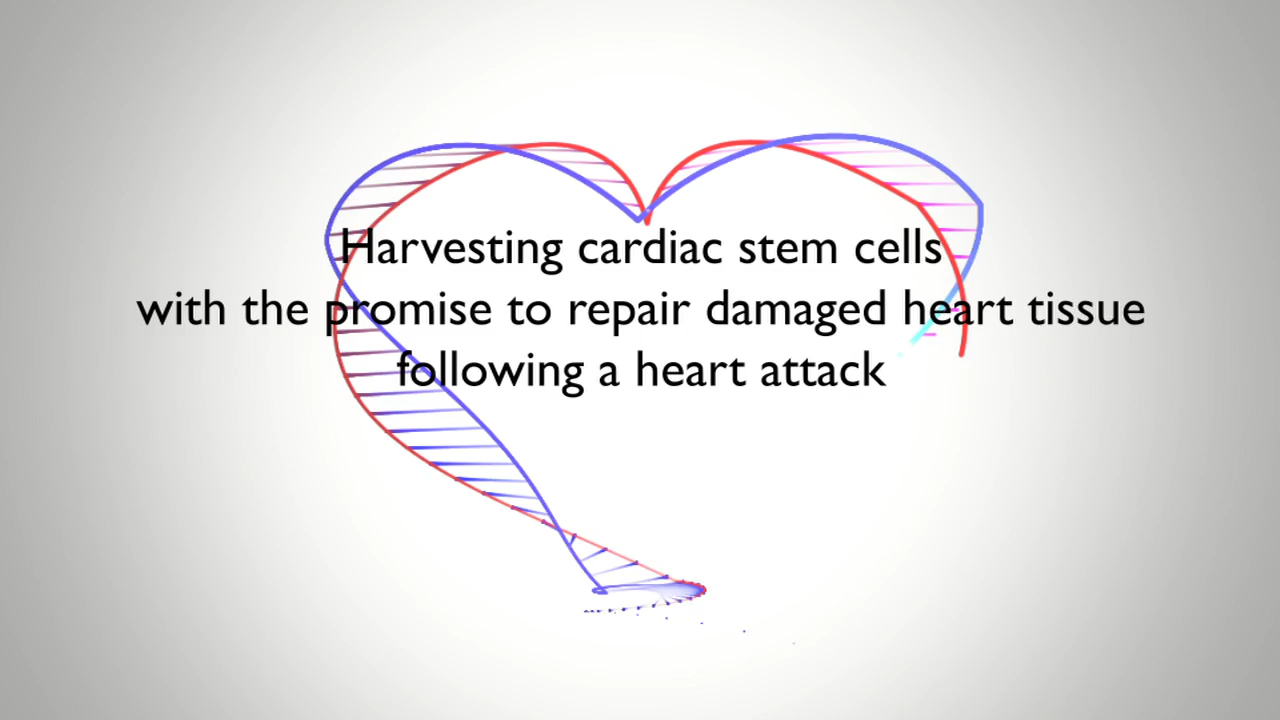 Harvesting cardiac stem cells
with the promise to repair damaged heart tissue
following a heart attack